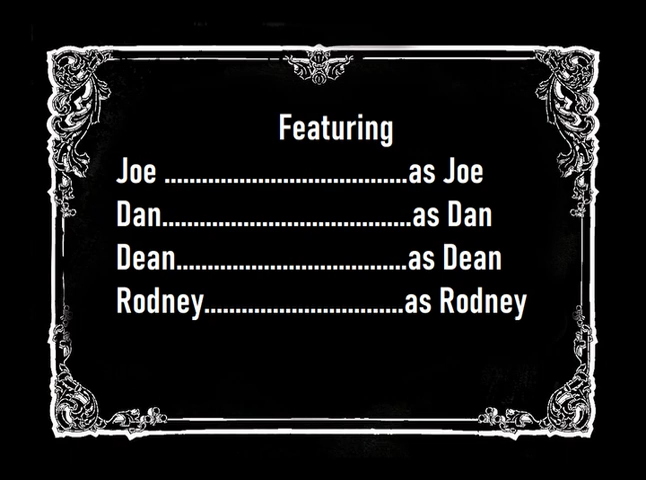 Featuring
Joe .......................................as Joe
Dan........................................as Dan
Dean.....................................as Dean
Rodney................................as Rodney